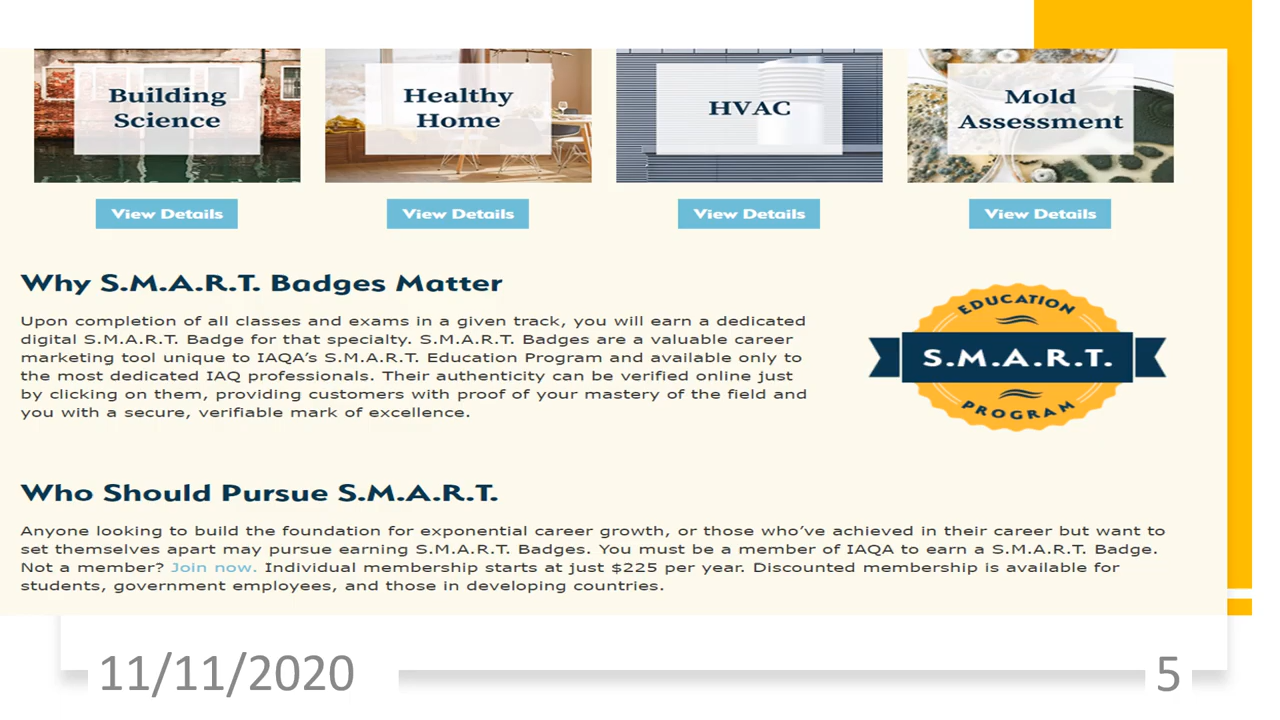 Building
Science
Healthy
Home
HVAC
Mold
Assessment
View Details
View Details
View Details
View Details
Why S.M.A.R.T. Badges Matter
Upon completion of all classes and exams in a given track, you will earn a dedicated
digital S.M.A.R.T. Badge for that specialty. S.M.A.R.T. Badges are a valuable career
marketing tool unique to IAQA’s S.M.A.R.T. Education Program and available only to
the most dedicated IAQ professionals. Their authenticity can be verified online just
by clicking on them, providing customers with proof of your mastery of the field and
you with a secure, verifiable mark of excellence.
EDUCATION
S.M.A.R.T.
PROGRAM
Who Should Pursue S.M.A.R.T.
Anyone looking to build the foundation for exponential career growth, or those who’ve achieved in their career but want to
set themselves apart may pursue earning S.M.A.R.T. Badges. You must be a member of IAQA to earn a S.M.A.R.T. Badge.
Not a member? Join now. Individual membership starts at just $225 per year. Discounted membership is available for
students, government employees, and those in developing countries.
11/11/2020
5